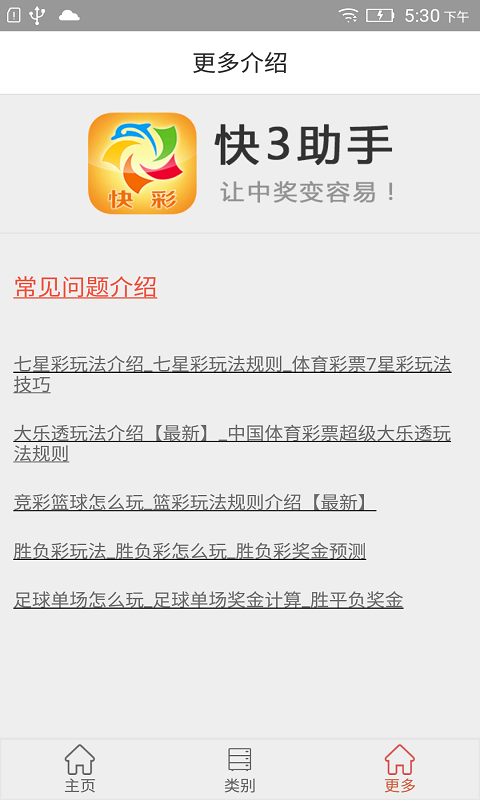 5:30 下午
更多介绍
快彩
快3助手
让中奖变容易！
常见问题介绍
七星彩玩法介绍_七星彩玩法规则_体育彩票7星彩玩法
技巧
大乐透玩法介绍【最新】_中国体育彩票超级大乐透玩
法规则
竞彩篮球怎么玩_篮彩玩法规则介绍【最新】
胜负彩玩法_胜负彩怎么玩_胜负彩奖金预测
足球单场怎么玩_足球单场奖金计算_胜平负奖金
主页
类别
更多